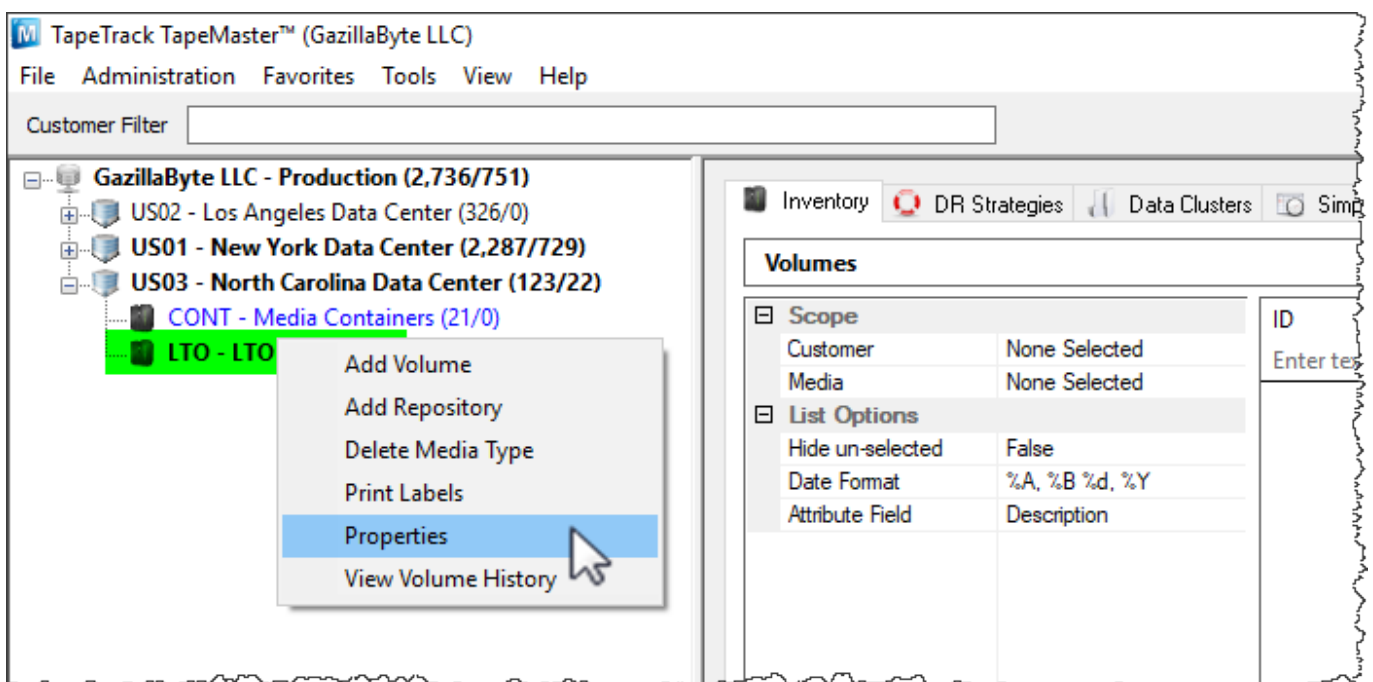 M TapeTrack TapeMaster™ (GazillaByte LLC)
File Administration Favorites Tools View Help
Customer Filter
GazillaByte LLC - Production (2,736/751)
US02 - Los Angeles Data Center (326/0)
US01 - New York Data Center (2,287/729)
US03 - North Carolina Data Center (123/22)
CONT - Media Containers (21/0)
LTO - LTO
Add Volume
Add Repository
Delete Media Type
Print Labels
Properties
View Volume History
Inventory DR Strategies Data Clusters
Volumes
Scope
Customer None Selected
Media None Selected
List Options
Hide un-selected False
Date Format %A, %B %d, %Y
Attribute Field Description
ID
Enter